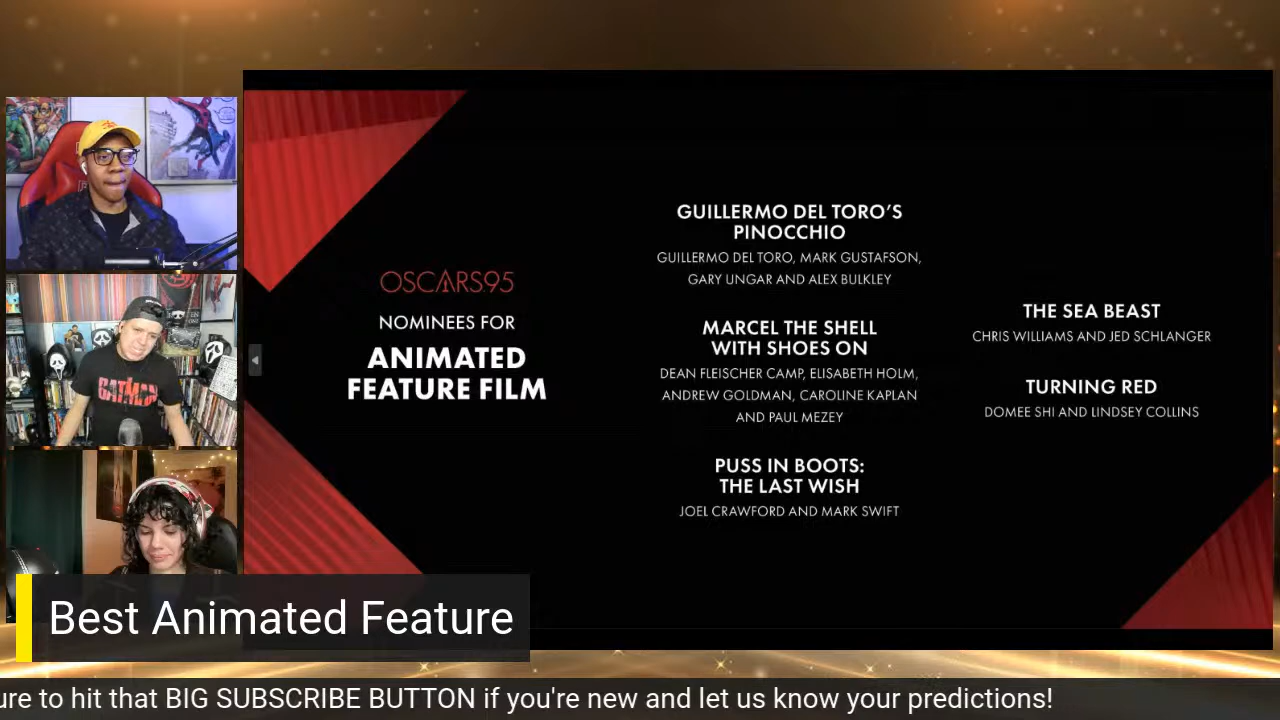 OSCARS95
NOMINEES FOR
ANIMATED
FEATURE FILM
GUILLERMO DEL TORO'S
PINOCCHIO
GUILLERMO DEL TORO, MARK GUSTAFSON,
GARY UNGAR AND ALEX BULKLEY
MARCEL THE SHELL
WITH SHOES ON
DEAN FLEISCHER CAMP, ELISABETH HOLM,
ANDREW GOLDMAN, CAROLINE KAPLAN
AND PAUL MEZEY
PUSS IN BOOTS:
THE LAST WISH
JOEL CRAWFORD AND MARK SWIFT
THE SEA BEAST
CHRIS WILLIAMS AND JED SCHLANGER
TURNING RED
DOMEE SHI AND LINDSEY COLLINS
BATMAN
Best Animated Feature
ure to hit that BIG SUBSCRIBE BUTTON if you're new and let us know your predictions!